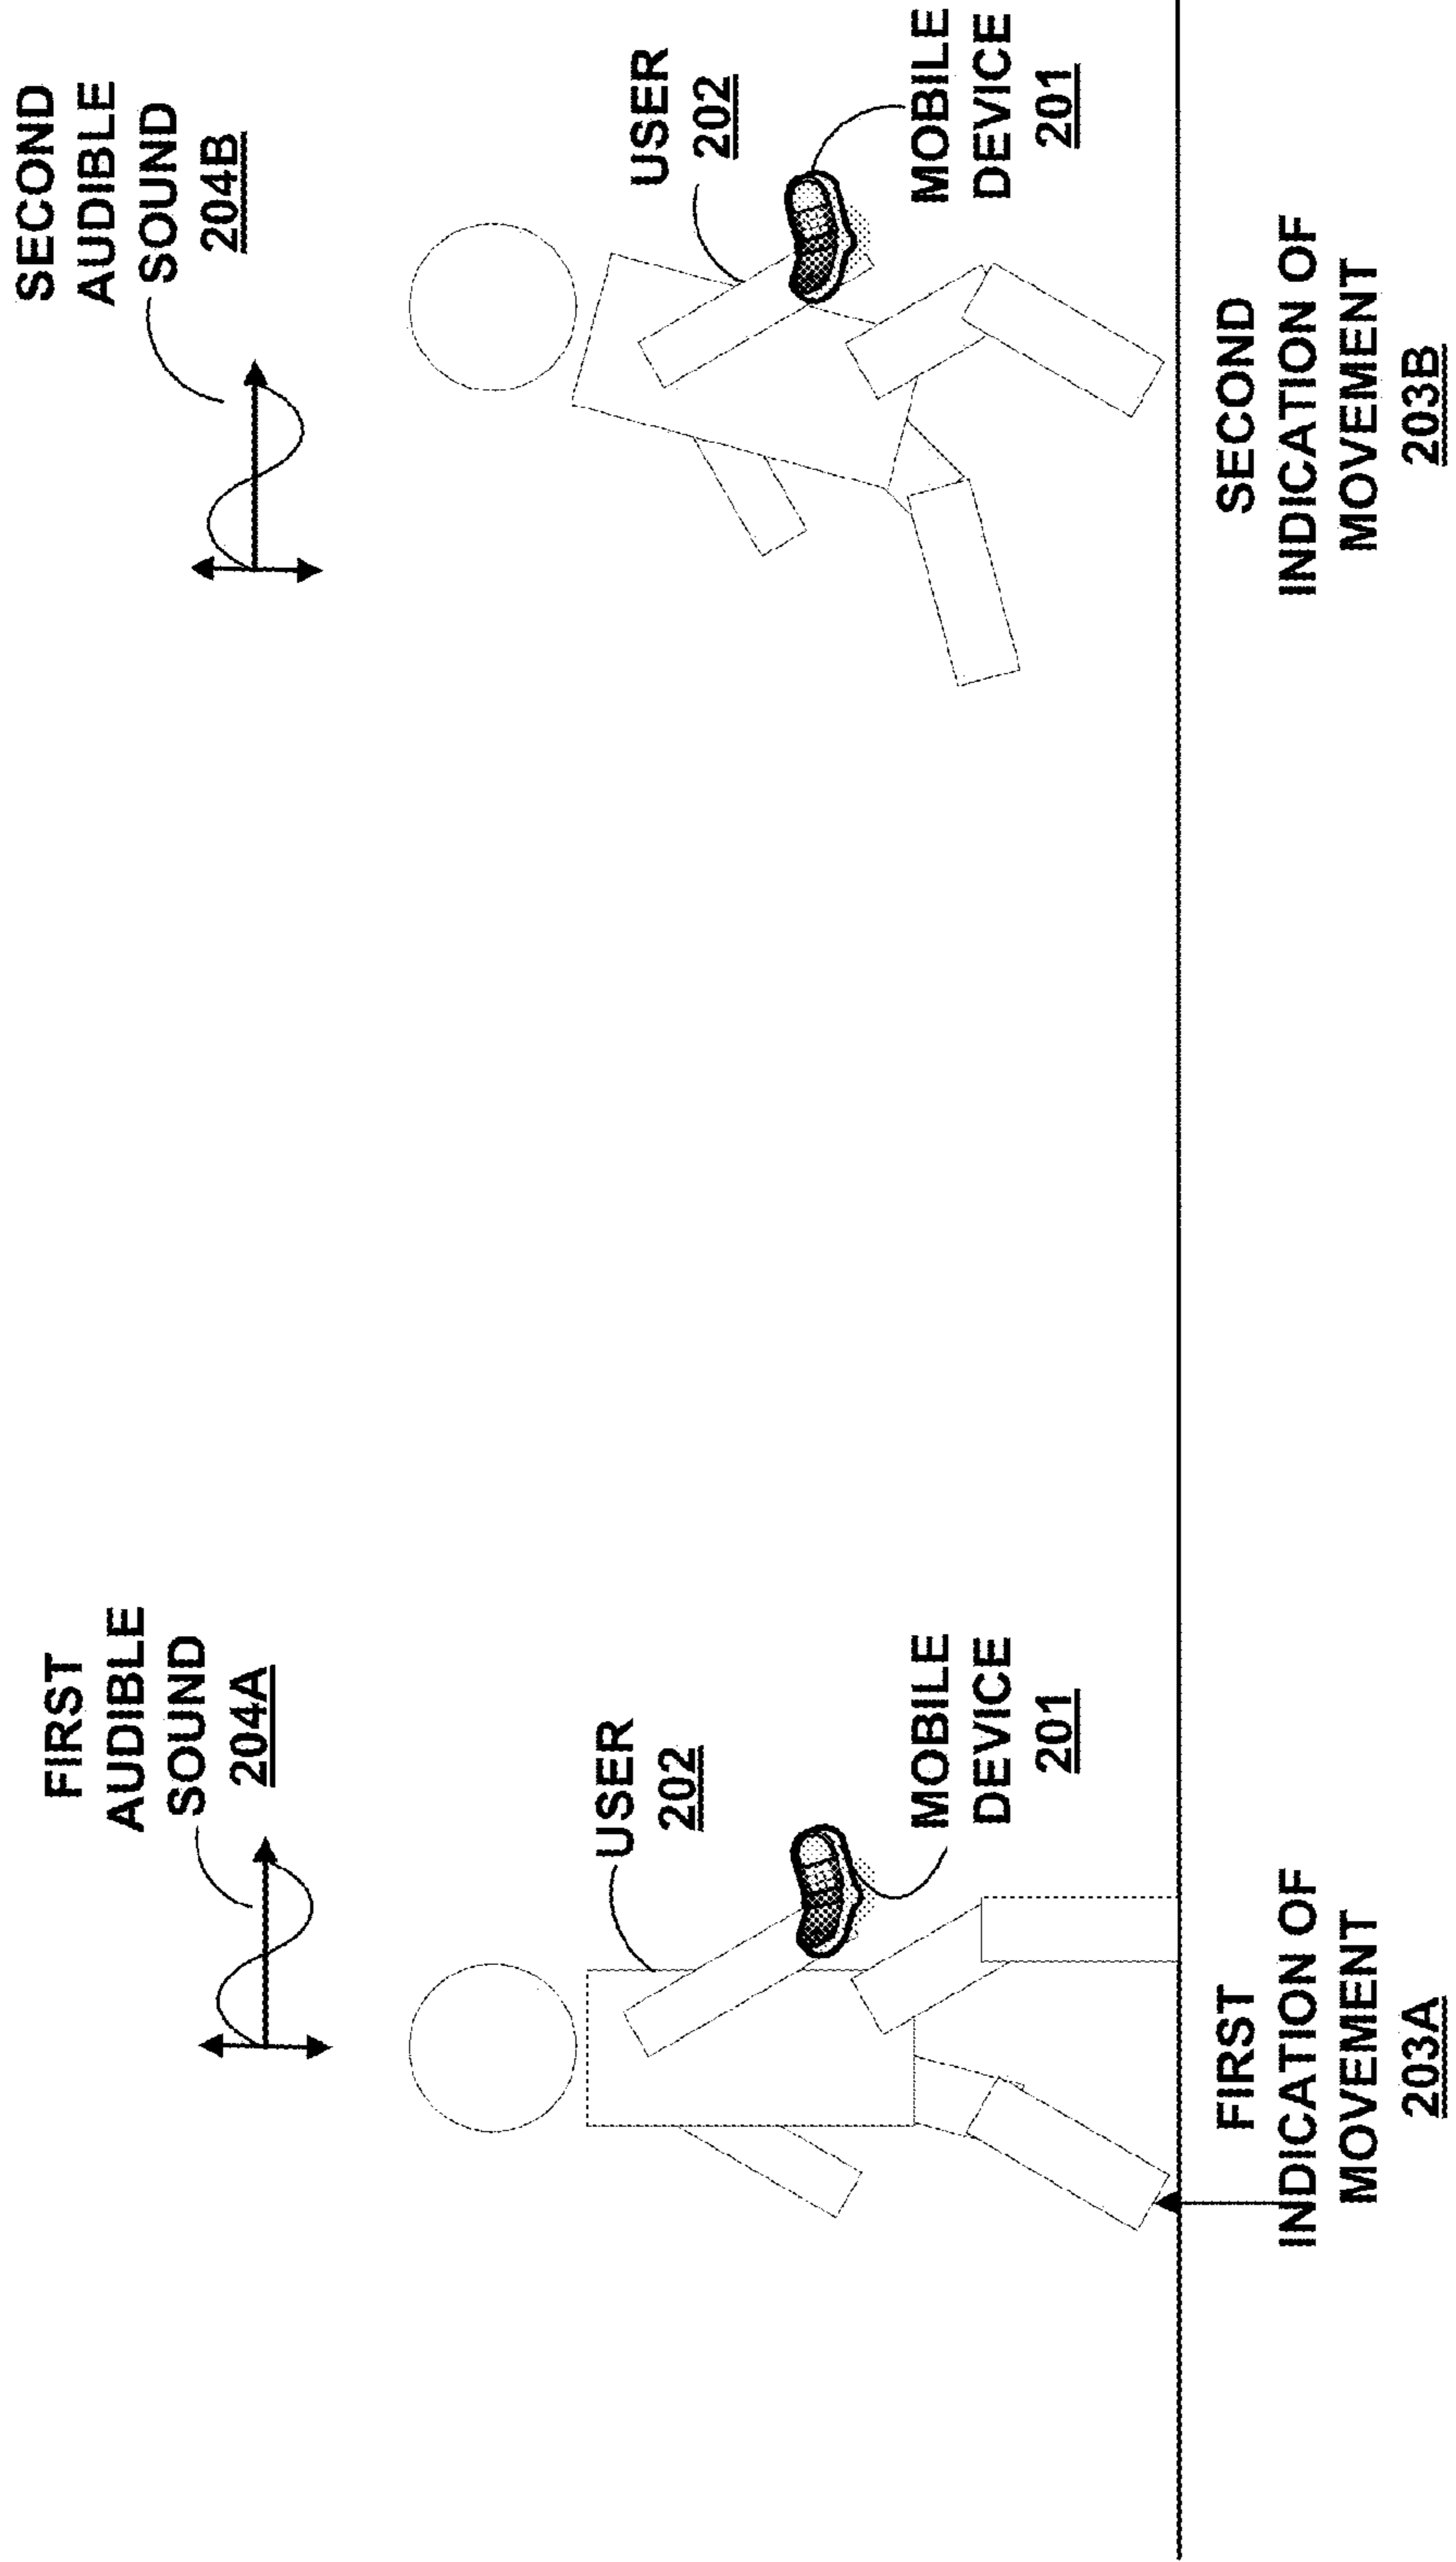 FIRST
AUDIBLE
SOUND
204A
USER
202
MOBILE
DEVICE
201
FIRST
INDICATION OF
MOVEMENT
203A
SECOND
AUDIBLE
SOUND
204B
USER
202
MOBILE
DEVICE
201
SECOND
INDICATION OF
MOVEMENT
203B